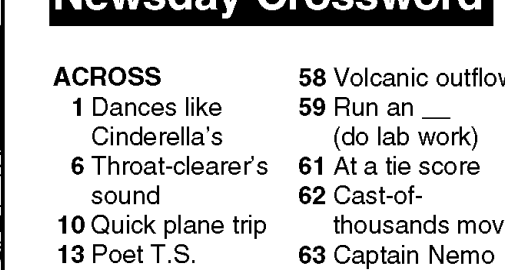 Newsday Crossword
ACROSS
1 Dances like
Cinderella's
6 Throat-clearer's
sound
10 Quick plane trip
13 Poet T.S.
58 Volcanic outflow
59 Run an __
(do lab work)
61 At a tie score
62 Cast-of-
thousands mov
63 Captain Nemo